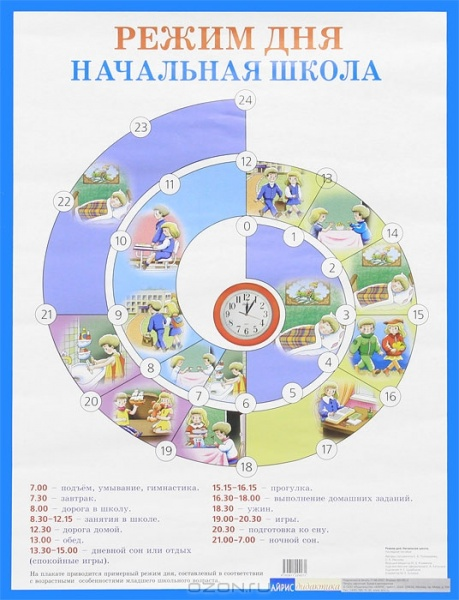 РЕЖИМ ДНЯ
НАЧАЛЬНАЯ ШКОЛА
24
23
22
21
20
19
18
17
16
15
14
13
12
11
10
9
8
7
6
5
4
3
2
1
0
7.00 – подъём, умывание, гимнастика.
7.30 – завтрак.
8.00 – дорога в школу.
8.30–12.15 – занятия в школе.
12.30 – дорога домой.
13.00 – обед.
13.30–15.00 – дневной сон или отдых
(спокойные игры).
15.15–16.15 – прогулка.
16.30–18.00 – выполнение домашних заданий.
18.30 – ужин.
19.00–20.30 – игры.
20.30 – подготовка ко сну.
21.00–7.00 – ночной сон.
На плакате приводится примерный режим дня, составленный в соответствии
с возрастными особенностями младшего школьного возраста.
OZON.ru
АЙРИС дидактика